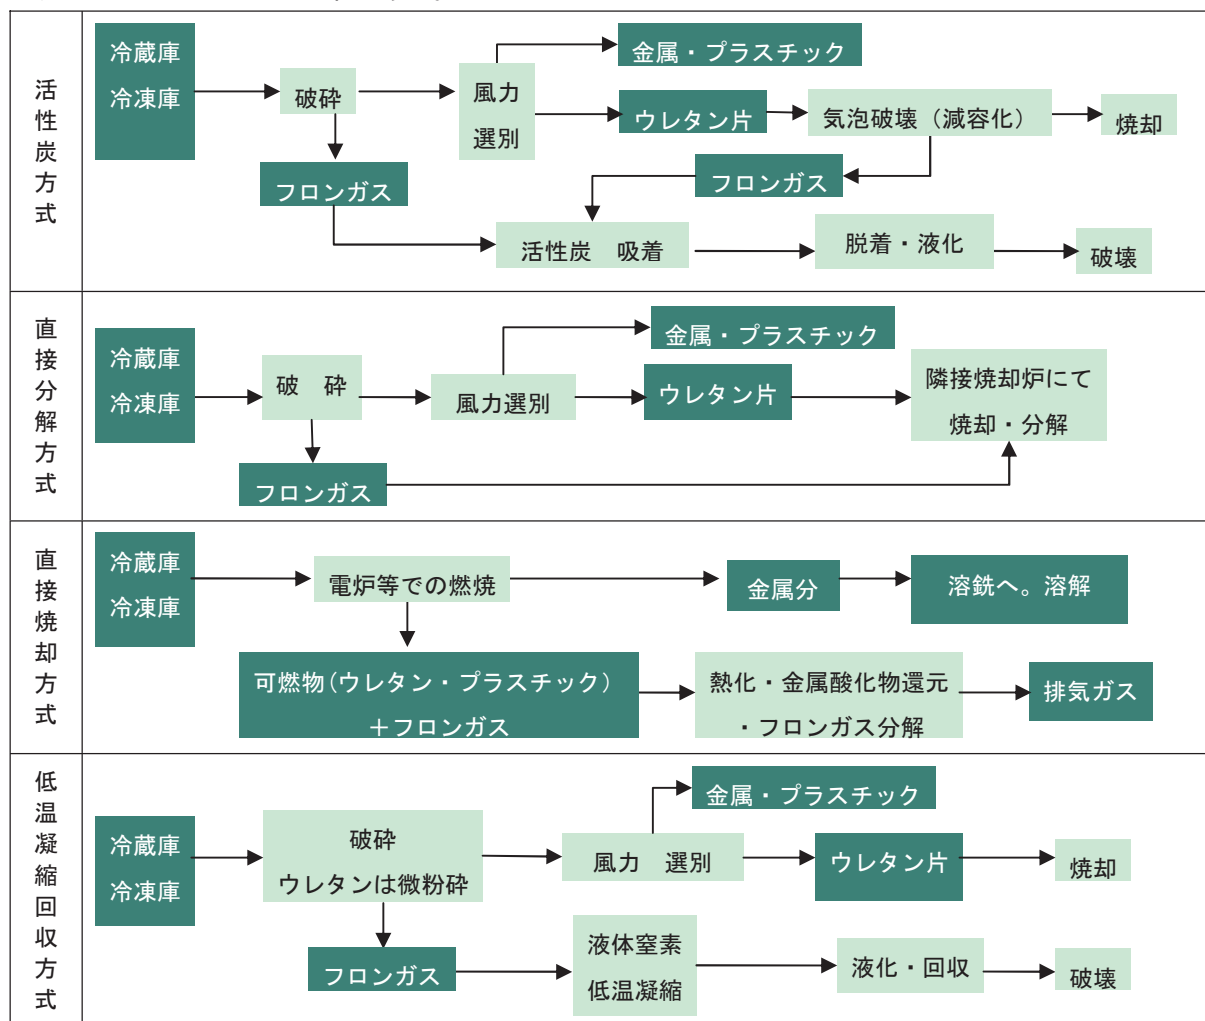 活性炭方式
冷蔵庫
冷凍庫
破砕
風力
選別
金属・プラスチック
ウレタン片
気泡破壊（減容化）
焼却
フロンガス
フロンガス
活性炭　吸着
脱着・液化
破壊
直接分解方式
冷蔵庫
冷凍庫
破　砕
風力選別
金属・プラスチック
ウレタン片
隣接焼却炉にて
焼却・分解
フロンガス
直接焼却方式
冷蔵庫
冷凍庫
電炉等での燃焼
金属分
溶銑へ。溶解
可燃物（ウレタン・プラスチック）
＋フロンガス
熱化・金属酸化物還元
・フロンガス分解
排気ガス
低温凝縮回収方式
冷蔵庫
冷凍庫
破砕
ウレタンは微粉砕
風力　選別
金属・プラスチック
ウレタン片
焼却
フロンガス
液体窒素
低温凝縮
液化・回収
破壊